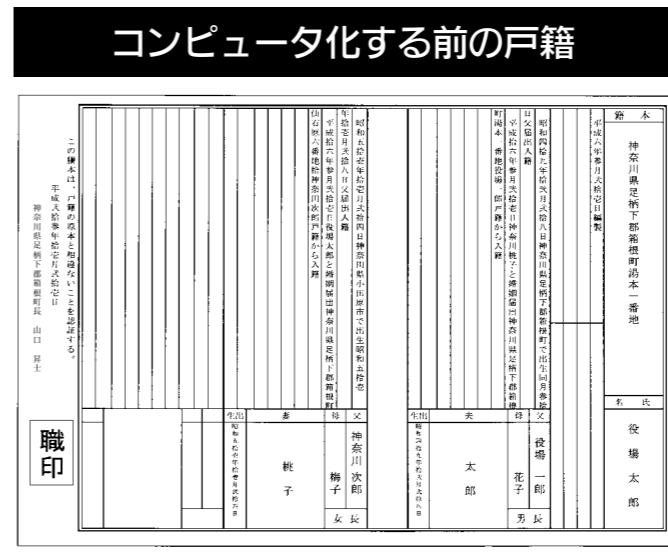 コンピュータ化する前の戸籍
本籍
神奈川県足柄下郡箱根町湯本一番地
氏名
役場太郎
平成六年参月弐拾壱日編製
昭和四拾九年拾弐月弐拾八日神奈川県足柄下郡箱根町で出生同月参拾
日父届出入籍
平成拾六年参月弐拾壱日神奈川桃子と婚姻届出神奈川県足柄下郡箱根
町湯本一番地役場一郎戸籍から入籍
父
役場一郎
母
花子
長男
夫
太郎
出生
昭和五拾壱年拾壱月弐拾四日神奈川県小田原市で出生昭和五拾壱
年拾壱月弐拾八日父届出入籍
平成拾六年参月弐拾壱日役場太郎と婚姻届出神奈川県足柄下郡箱根町
仙石原六番地神奈川次郎戸籍から入籍
父
神奈川次郎
母
梅子
長女
妻
桃子
出生
この謄本は、戸籍の原本と相違ないことを認証する。
平成弐拾参年拾壱月弐拾壱日
神奈川県足柄下郡箱根町長 山口 昇士
職印